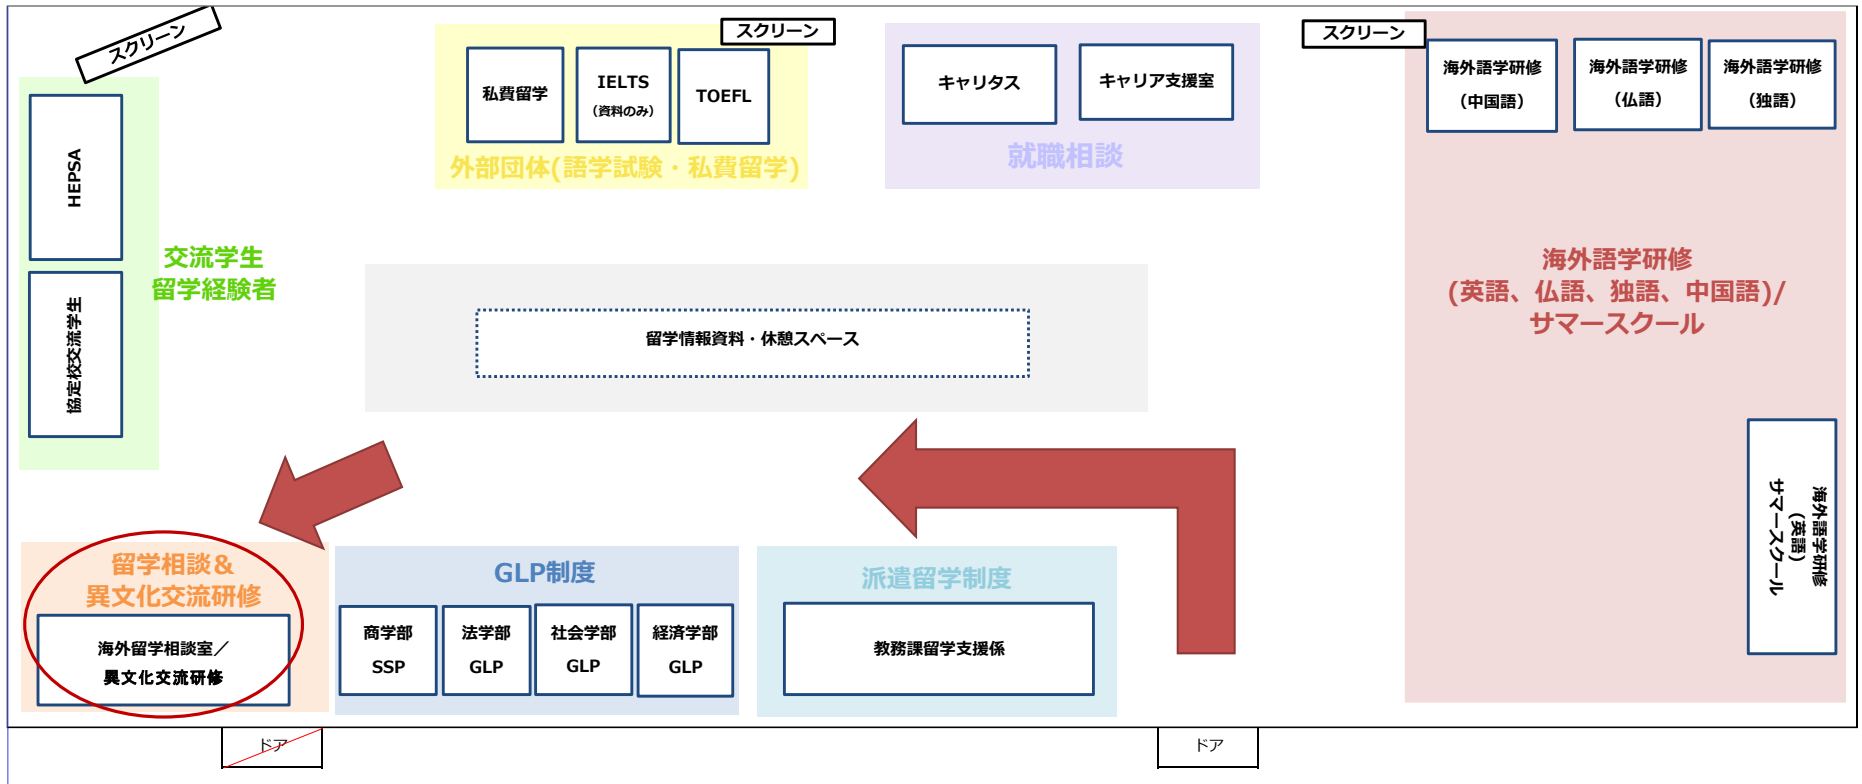 スクリーン
スクリーン
スクリーン
私費留学
IELTS
（資料のみ）
TOEFL
外部団体(語学試験・私費留学)
キャリタス
キャリア支援室
就職相談
海外語学研修
（中国語）
海外語学研修
（仏語）
海外語学研修
（独語）
HEPSA
協定校交流学生
交流学生
留学経験者
留学情報資料・休憩スペース
海外語学研修
(英語、仏語、独語、中国語)/
サマースクール
海外語学研修
(英語)
サマースクール
留学相談＆
異文化交流研修
海外留学相談室／
異文化交流研修
GLP制度
商学部
SSP
法学部
GLP
社会学部
GLP
経済学部
GLP
派遣留学制度
教務課留学支援係
ドア
ドア